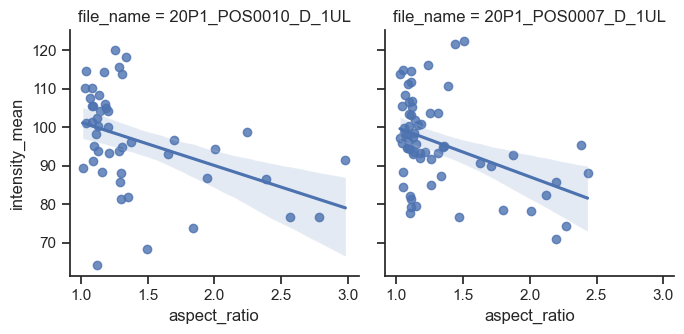 file_name = 20P1_POS0010_D_1UL
file_name = 20P1_POS0007_D_1UL
intensity_mean
120
110
100
90
80
70
1.0 1.5 2.0 2.5 3.0
1.0 1.5 2.0 2.5 3.0
aspect_ratio
aspect_ratio